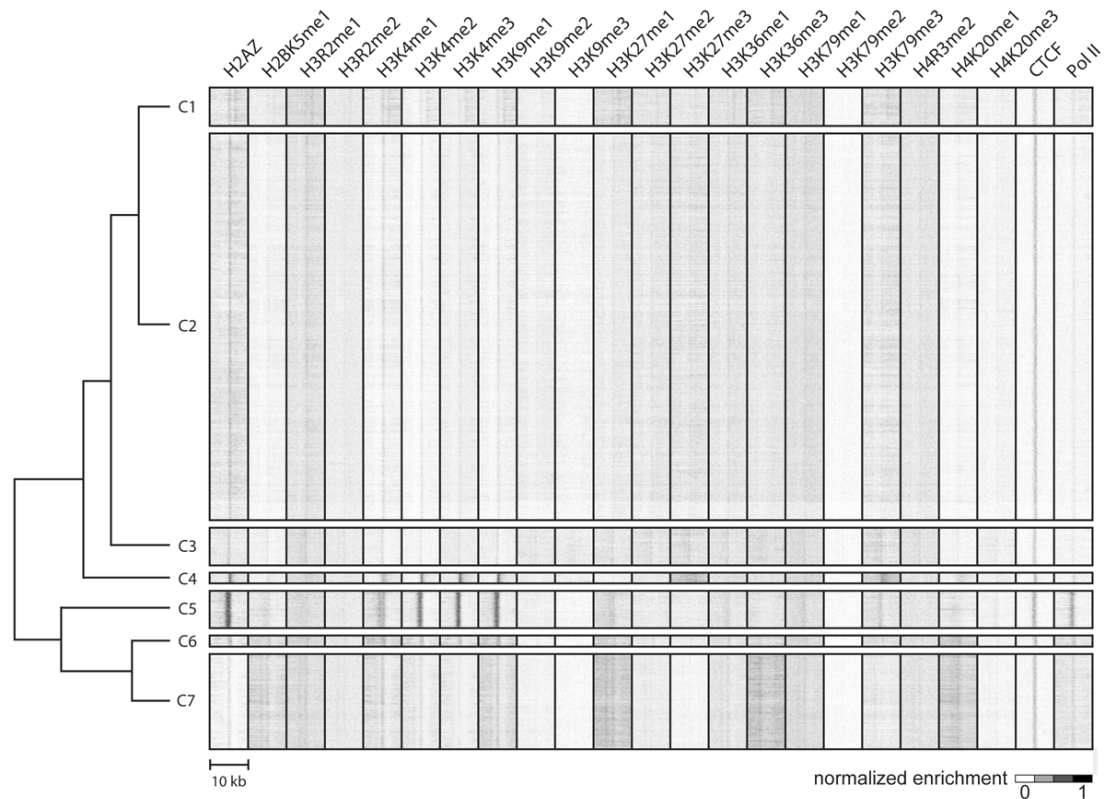 H2AZ
H2BK5me1
H3R2me1
H3R2me2
H3K4me1
H3K4me2
H3K4me3
H3K9me1
H3K9me2
H3K9me3
H3K27me1
H3K27me2
H3K27me3
H3K36me1
H3K36me3
H3K79me1
H3K79me2
H3K79me3
H4R3me2
H4K20me1
H4K20me3
CTCF
Pol II
C1
C2
C3
C4
C5
C6
C7
10 kb
normalized enrichment
0 1